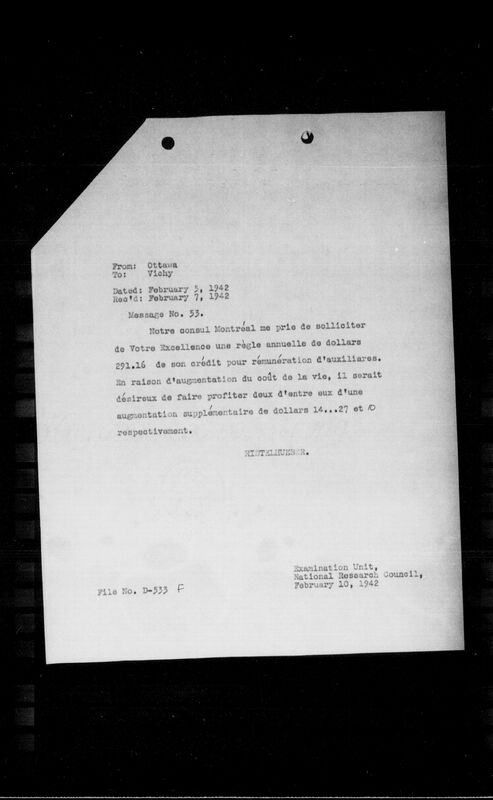 From: Ottawa
To: Vichy
Dated: February 5, 1942
Rec'd: February 7, 1942
Message No. 53.
Notre consul Montréal me prie de solliciter
de Votre Excellence une règle annuelle de dollars
291.16 de son crédit pour rémunération d'auxiliares.
En raison d'augmentation du coût de la vie, il serait
désireux de faire profiter deux d'entre eux d'une
augmentation supplémentaire de dollars 14...27 et 10
respectivement.
RISTELHUEBER.
Examination Unit,
National Research Council,
February 10, 1942
File No. D-533 F